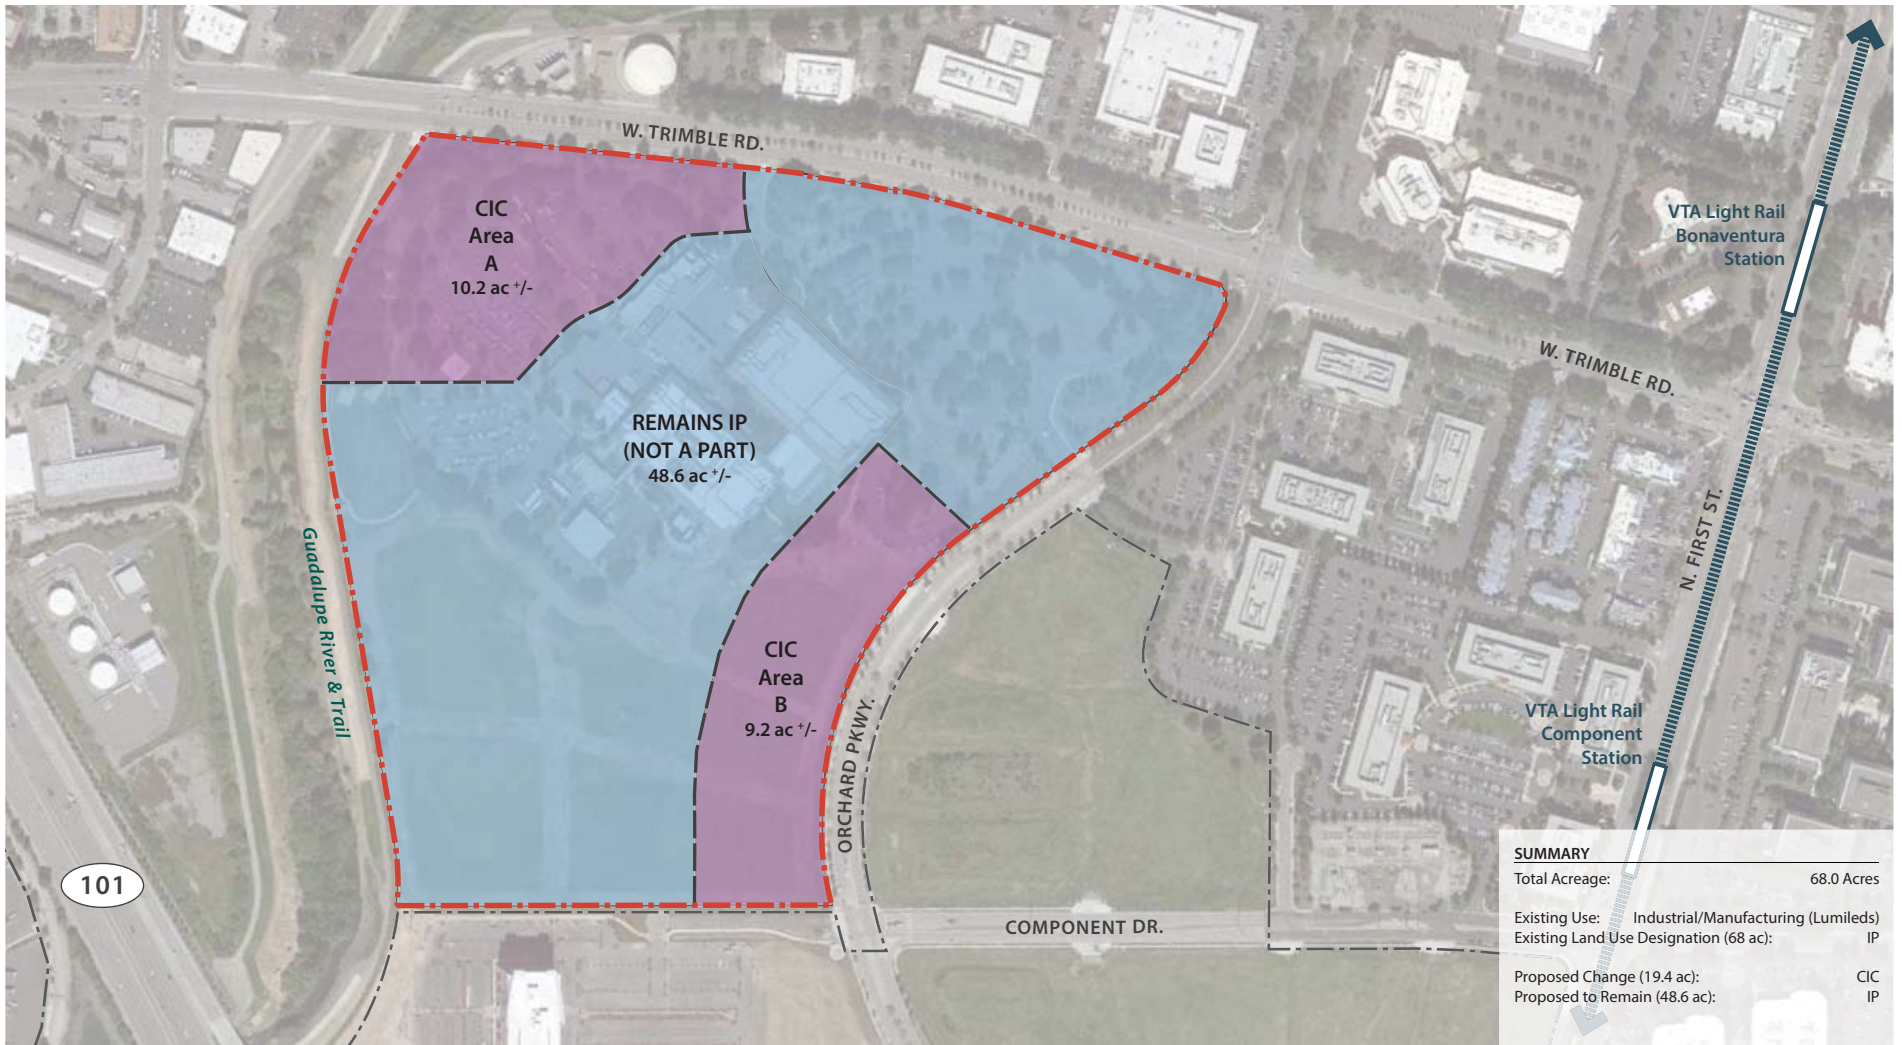 W. TRIMBLE RD.
CIC
Area
A
10.2 ac +/-
VTA Light Rail
Bonaventura
Station
W. TRIMBLE RD.
REMAINS IP
(NOT A PART)
48.6 ac +/-
N. FIRST ST.
Guadalupe River & Trail
CIC
Area
B
9.2 ac +/-
ORCHARD PKWY.
VTA Light Rail
Component
Station
101
COMPONENT DR.
SUMMARY
Total Acreage: 68.0 Acres
Existing Use: Industrial/Manufacturing (Lumileds)
Existing Land Use Designation (68 ac): IP
Proposed Change (19.4 ac): CIC
Proposed to Remain (48.6 ac): IP